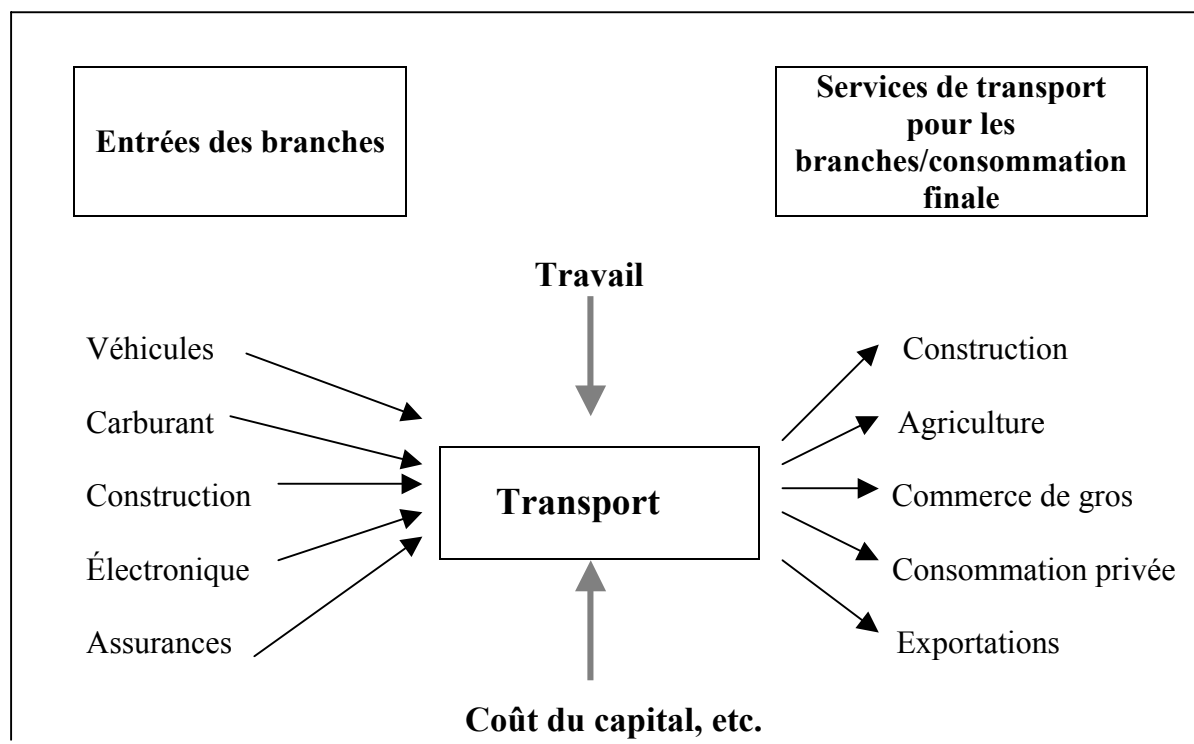 Entrées des branches
Services de transport
pour les
branches/consommation
finale
Travail
Véhicules
Carburant
Construction
Électronique
Assurances
Transport
Construction
Agriculture
Commerce de gros
Consommation privée
Exportations
Coût du capital, etc.